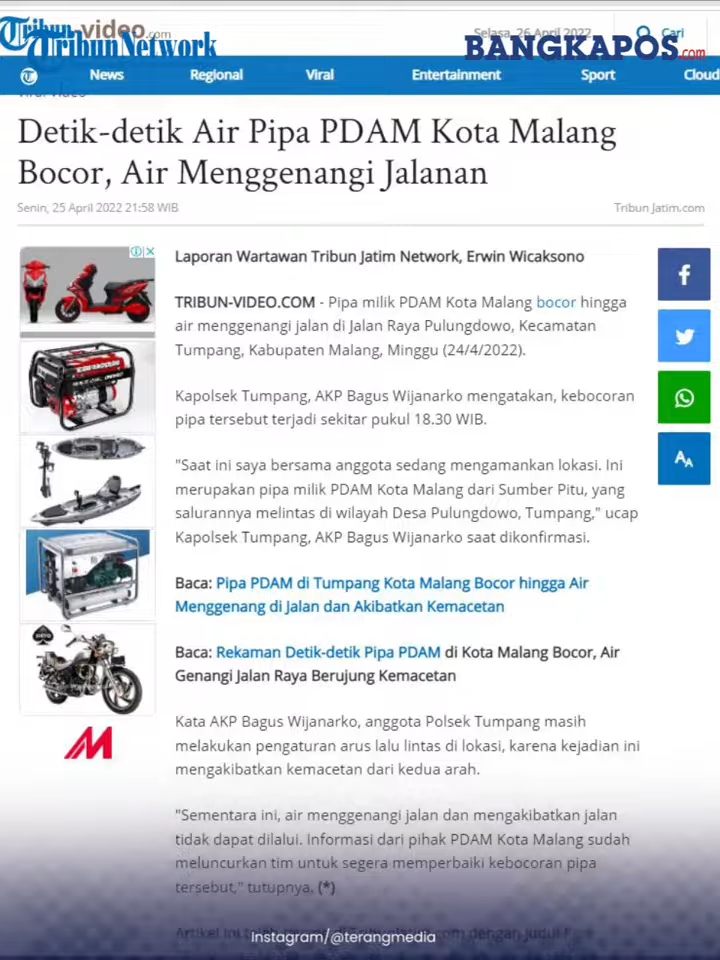 Tribun-video.com
TribunNetwork
Selasa, 26 April 2022
Cari
BANGKAPOS.com
News Regional Viral Entertainment Sport Cloud
Viral Video
Detik-detik Air Pipa PDAM Kota Malang
Bocor, Air Menggenangi Jalanan
Senin, 25 April 2022 21:58 WIB
Tribun Jatim.com
Laporan Wartawan Tribun Jatim Network, Erwin Wicaksono
TRIBUN-VIDEO.COM - Pipa milik PDAM Kota Malang bocor hingga
air menggenangi jalan di Jalan Raya Pulungdowo, Kecamatan
Tumpang, Kabupaten Malang, Minggu (24/4/2022).
Kapolsek Tumpang, AKP Bagus Wijanarko mengatakan, kebocoran
pipa tersebut terjadi sekitar pukul 18.30 WIB.
"Saat ini saya bersama anggota sedang mengamankan lokasi. Ini
merupakan pipa milik PDAM Kota Malang dari Sumber Pitu, yang
salurannya melintas di wilayah Desa Pulungdowo, Tumpang," ucap
Kapolsek Tumpang, AKP Bagus Wijanarko saat dikonfirmasi.
Baca: Pipa PDAM di Tumpang Kota Malang Bocor hingga Air
Menggenang di Jalan dan Akibatkan Kemacetan
Baca: Rekaman Detik-detik Pipa PDAM di Kota Malang Bocor, Air
Genangi Jalan Raya Berujung Kemacetan
Kata AKP Bagus Wijanarko, anggota Polsek Tumpang masih
melakukan pengaturan arus lalu lintas di lokasi, karena kejadian ini
mengakibatkan kemacetan dari kedua arah.
"Sementara ini, air menggenangi jalan dan mengakibatkan jalan
tidak dapat dilalui. Informasi dari pihak PDAM Kota Malang sudah
meluncurkan tim untuk segera memperbaiki kebocoran pipa
tersebut," tutupnya. (*)
Artikel ini telah dengan judul
Instagram/@terangmedia